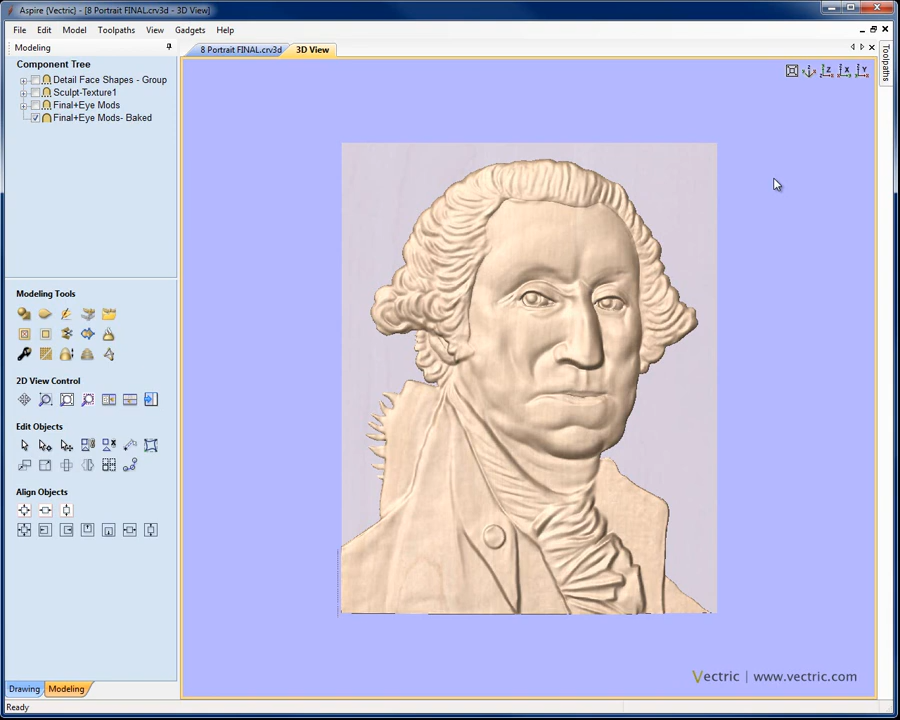 Aspire [Vectric] - [8 Portrait FINAL.crv3d - 3D View]
File Edit Model Toolpaths View Gadgets Help
Modeling
8 Portrait FINAL.crv3d 3D View
Toolpaths
Component Tree
Detail Face Shapes - Group
Sculpt-Texture1
Final+Eye Mods
Final+Eye Mods- Baked
Z X Y
Modeling Tools
2D View Control
Edit Objects
Align Objects
Vectric | www.vectric.com
Drawing Modeling
Ready